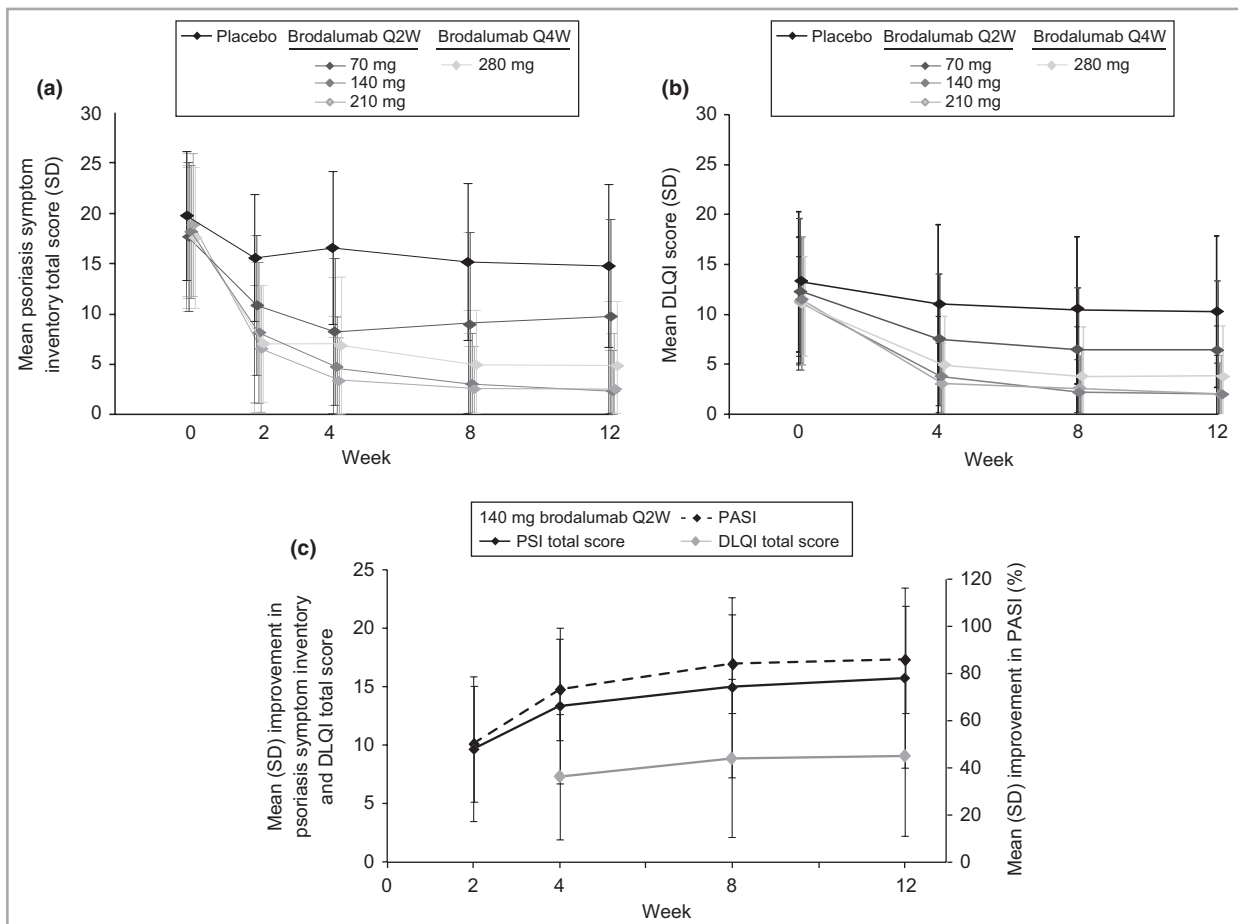 Placebo Brodalumab Q2W Brodalumab Q4W
70 mg 280 mg
140 mg
210 mg
(a)
30
25
20
15
10
5
0
Mean psoriasis symptom
inventory total score (SD)
0 2 4 8 12
Week
Placebo Brodalumab Q2W Brodalumab Q4W
70 mg 280 mg
140 mg
210 mg
(b)
30
25
20
15
10
5
0
Mean DLQI score (SD)
0 4 8 12
Week
140 mg brodalumab Q2W PASI
PSI total score DLQI total score
(c)
25
20
15
10
5
0
Mean (SD) improvement in
psoriasis symptom inventory
and DLQI total score
120
100
80
60
40
20
0
Mean (SD) improvement in PASI (%)
0 2 4 8 12
Week